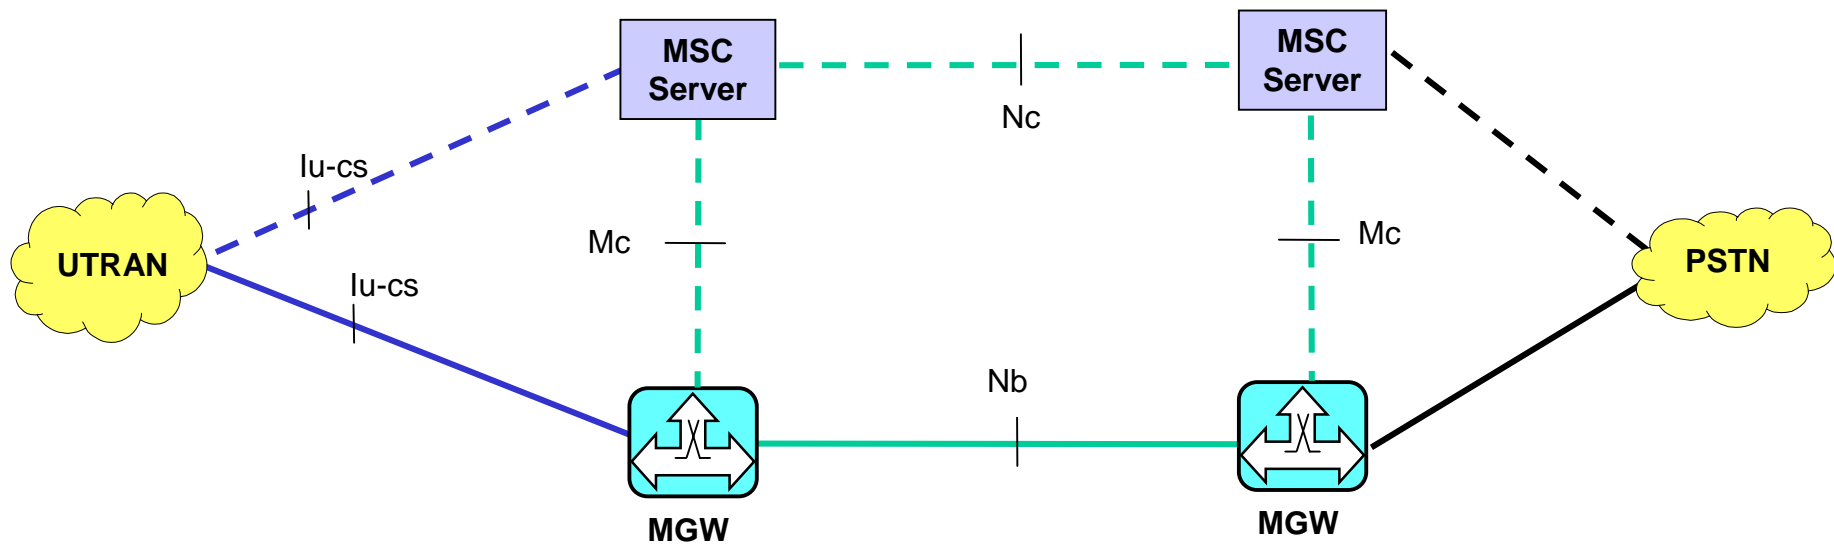 MSC
Server
MSC
Server
Nc
Iu-cs
UTRAN
Mc
Mc
PSTN
Iu-cs
Nb
MGW
MGW